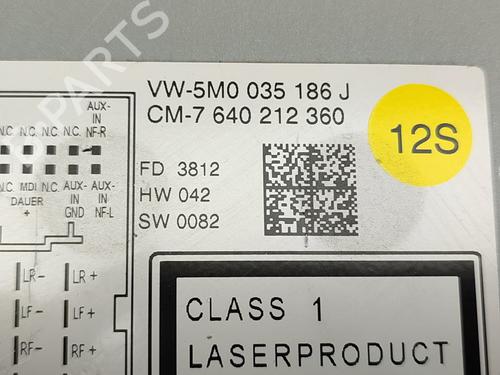 VW-5M0 035 186 J
CM-7 640 212 360
12S
AUX-
IN
N.C. N.C. N.C. NF-R
FD 3812
HW 042
SW 0082
N.C. MDI AUX- AUX-
DAUER IN IN
+ GND NF-L
LR- LR+
LF- LF+
RF- RF+
CLASS 1
LASERPRODUCT
B-PARTS